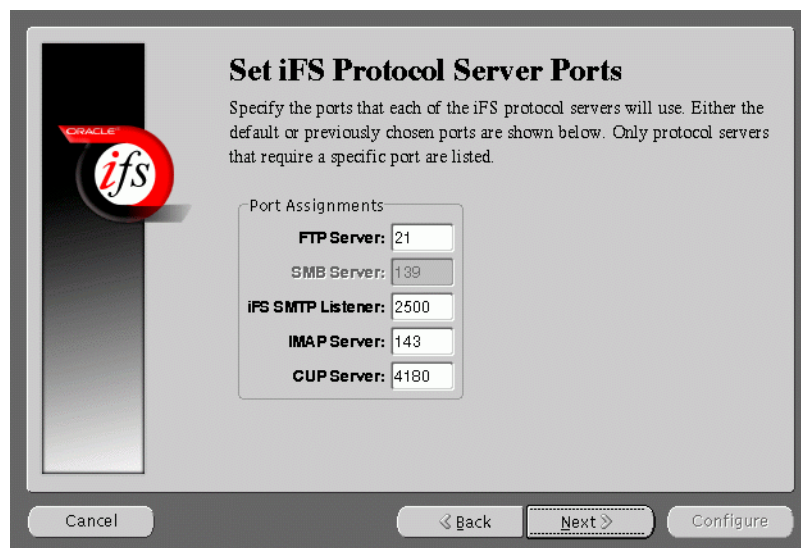 Set iFS Protocol Server Ports
Specify the ports that each of the iFS protocol servers will use. Either the
default or previously chosen ports are shown below. Only protocol servers
that require a specific port are listed.
ORACLE
ifs
Port Assignments
FTP Server: 21
SMB Server: 139
iFS SMTP Listener: 2500
IMAP Server: 143
CUP Server: 4180
Cancel
Back
Next
Configure